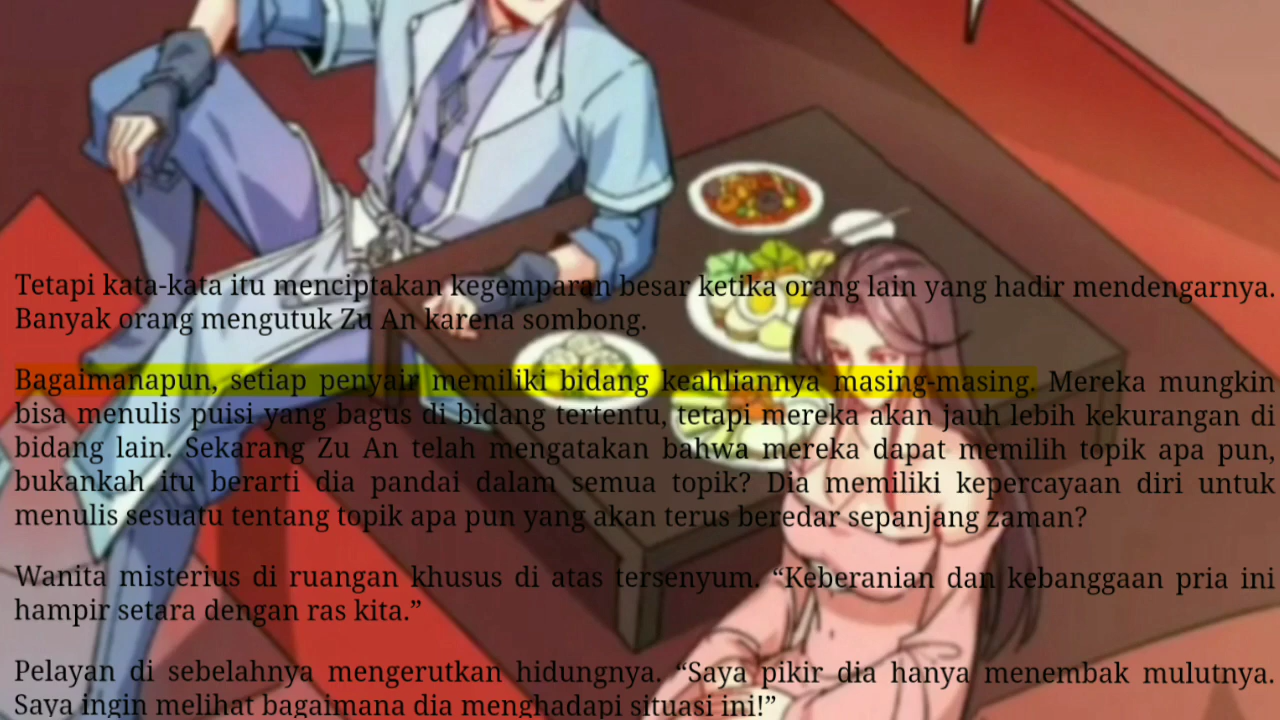 Tetapi kata-kata itu menciptakan kegemparan besar ketika orang lain yang hadir mendengarnya.
Banyak orang mengutuk Zu An karena sombong.
Bagaimanapun, setiap penyair memiliki bidang keahliannya masing-masing. Mereka mungkin
bisa menulis puisi yang bagus di bidang tertentu, tetapi mereka akan jauh lebih kekurangan di
bidang lain. Sekarang Zu An telah mengatakan bahwa mereka dapat memilih topik apa pun,
bukankah itu berarti dia pandai dalam semua topik? Dia memiliki kepercayaan diri untuk
menulis sesuatu tentang topik apa pun yang akan terus beredar sepanjang zaman?
Wanita misterius di ruangan khusus di atas tersenyum. “Keberanian dan kebanggaan pria ini
hampir setara dengan ras kita.”
Pelayan di sebelahnya mengerutkan hidungnya. “Saya pikir dia hanya menembak mulutnya.
Saya ingin melihat bagaimana dia menghadapi situasi ini!”